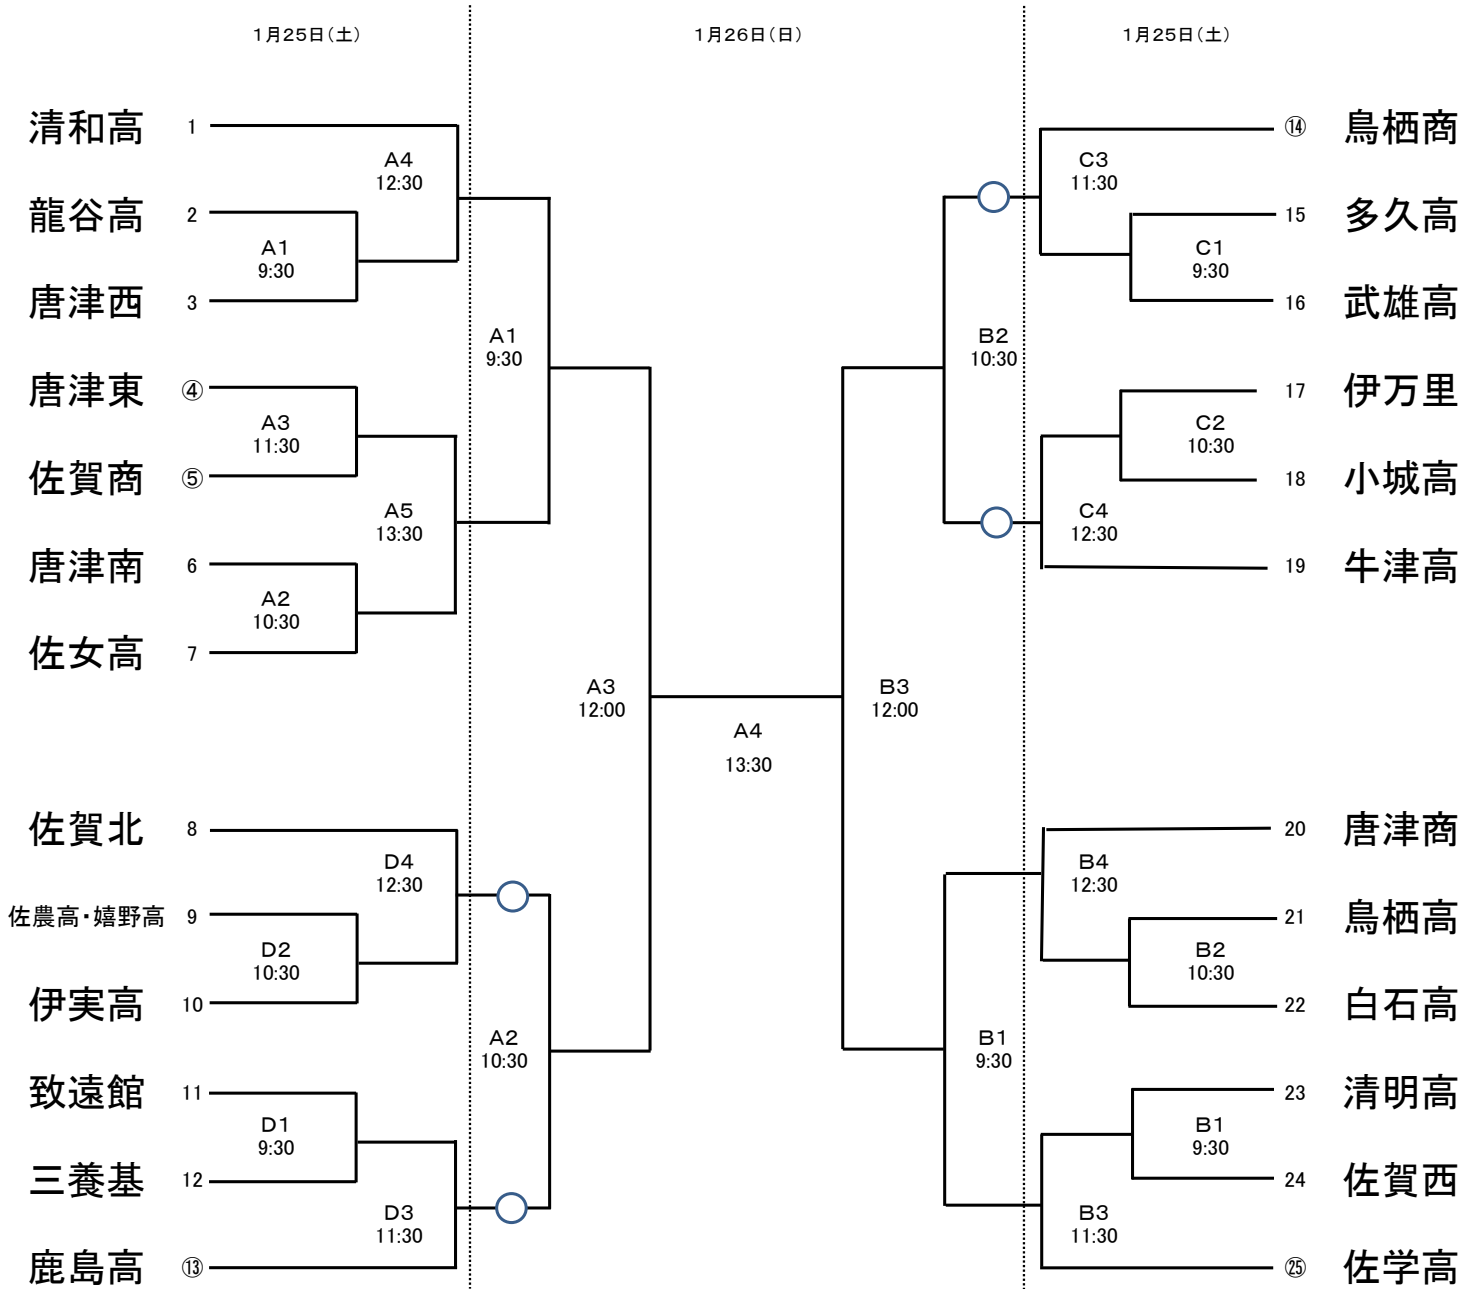 1月25日(土)
1月26日(日)
1月25日(土)
清和高 1
A4
12:30
龍谷高 2
A1
9:30
唐津西 3
A1
9:30
唐津東 ④
A3
11:30
佐賀商 ⑤
A5
13:30
唐津南 6
A2
10:30
佐女高 7
A3
12:00
佐賀北 8
D4
12:30
佐農高・嬉野高 9
D2
10:30
伊実高 10
A2
10:30
致遠館 11
D1
9:30
三養基 12
D3
11:30
鹿島高 ⑬
A4
13:30
⑭ 鳥栖商
C3
11:30
15 多久高
C1
9:30
16 武雄高
B2
10:30
17 伊万里
C2
10:30
18 小城高
C4
12:30
19 牛津高
B3
12:00
20 唐津商
B4
12:30
21 鳥栖高
B2
10:30
22 白石高
B1
9:30
23 清明高
B1
9:30
24 佐賀西
B3
11:30
㉕ 佐学高